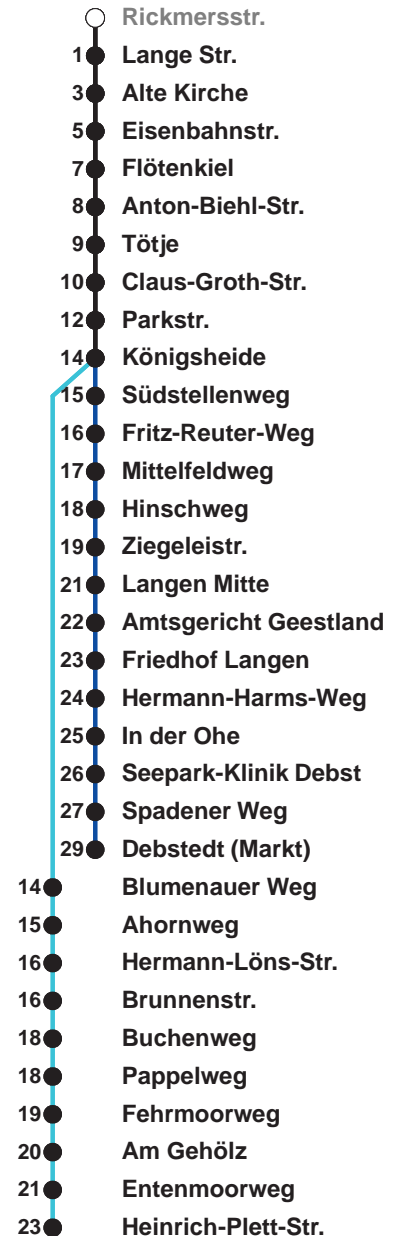 Rickmersstr.
1 Lange Str.
3 Alte Kirche
5 Eisenbahnstr.
7 Flötenkiel
8 Anton-Biehl-Str.
9 Tötje
10 Claus-Groth-Str.
12 Parkstr.
14 Königsheide
15 Südstellenweg
16 Fritz-Reuter-Weg
17 Mittelfeldweg
18 Hinschweg
19 Ziegeleistr.
21 Langen Mitte
22 Amtsgericht Geestland
23 Friedhof Langen
24 Hermann-Harms-Weg
25 In der Ohe
26 Seepark-Klinik Debst
27 Spadener Weg
29 Debstedt (Markt)
14 Blumenauer Weg
15 Ahornweg
16 Hermann-Löns-Str.
16 Brunnenstr.
18 Buchenweg
18 Pappelweg
19 Fehrmoorweg
20 Am Gehölz
21 Entenmoorweg
23 Heinrich-Plett-Str.